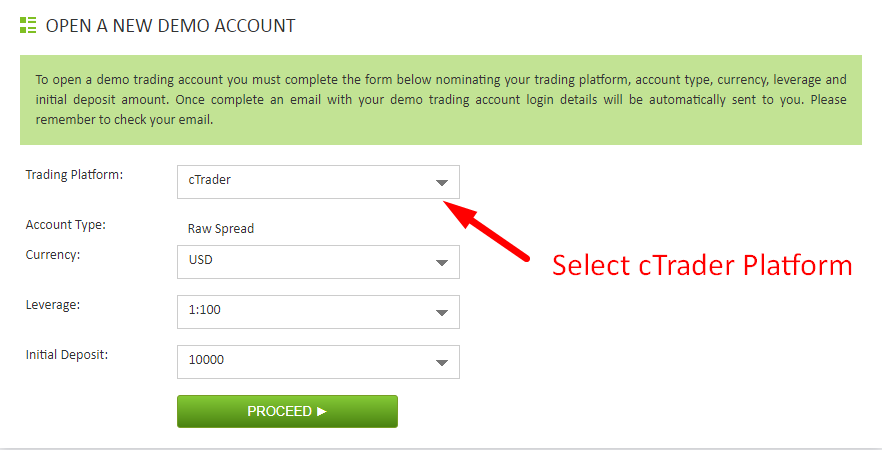 OPEN A NEW DEMO ACCOUNT
To open a demo trading account you must complete the form below nominating your trading platform, account type, currency, leverage and
initial deposit amount. Once complete an email with your demo trading account login details will be automatically sent to you. Please
remember to check your email.
Trading Platform: cTrader
Account Type: Raw Spread
Currency: USD
Select cTrader Platform
Leverage: 1:100
Initial Deposit: 10000
PROCEED ►